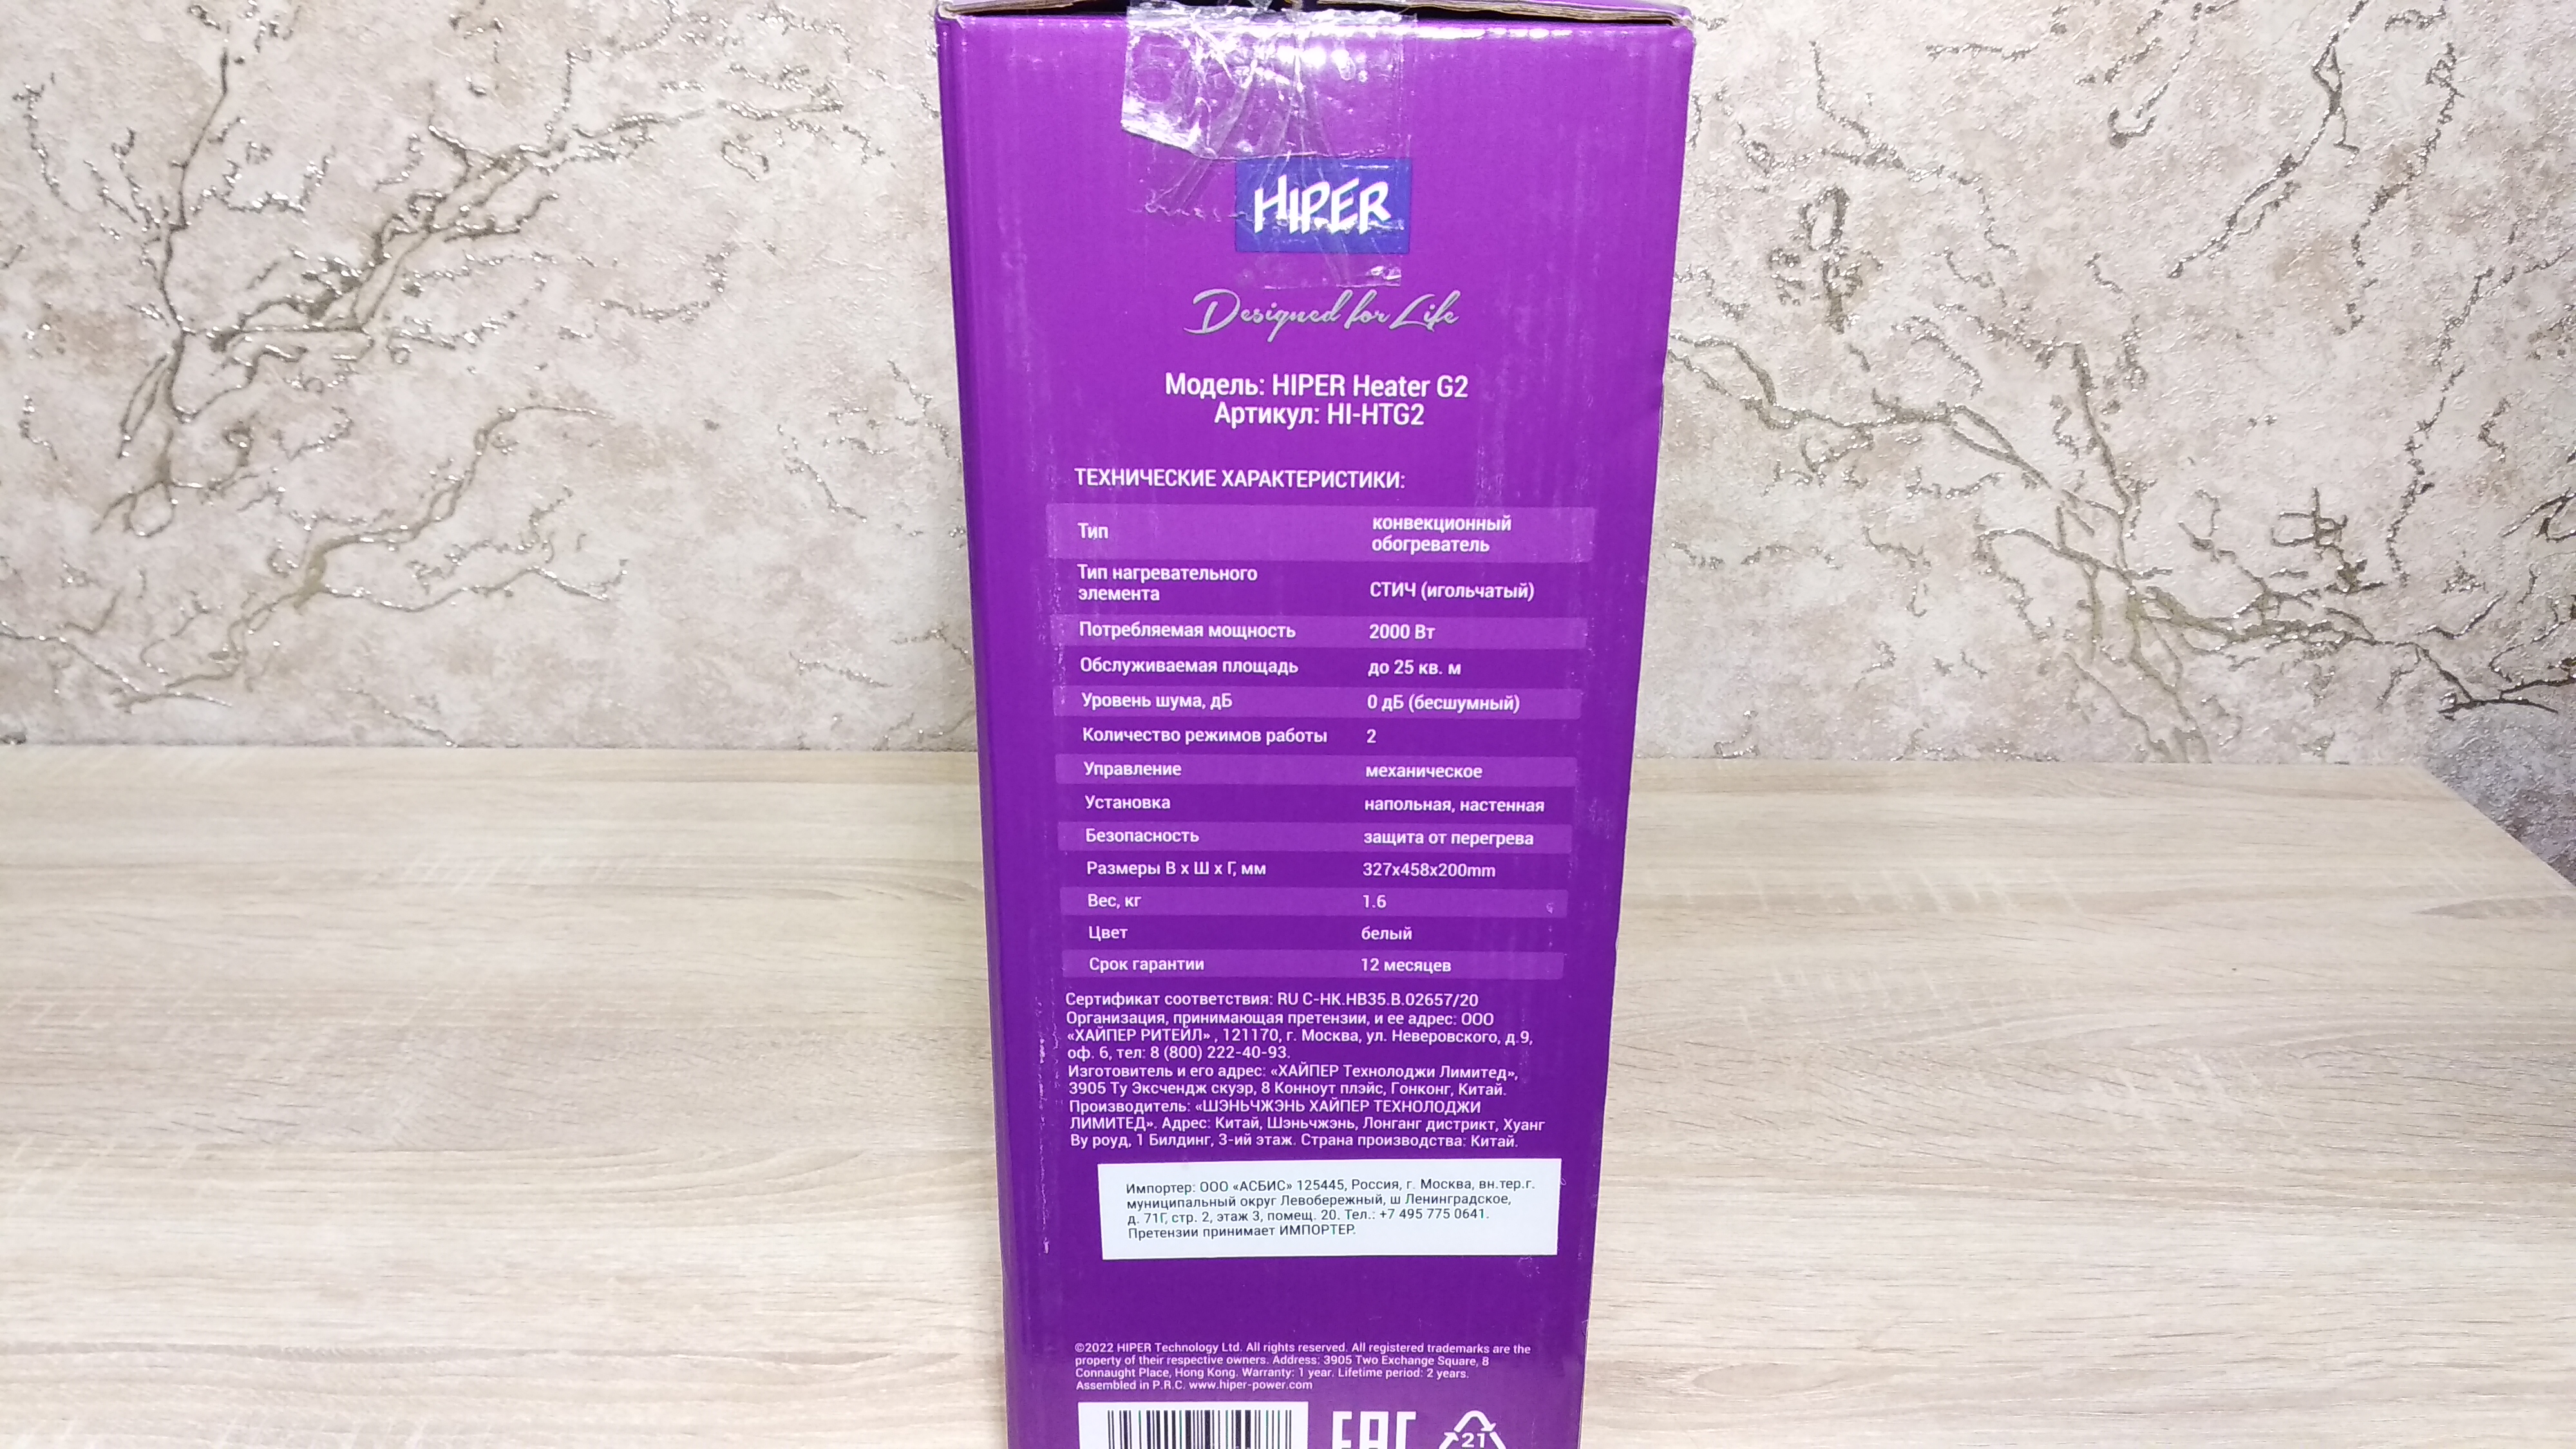 HIPER
Designed for Life
Модель: HIPER Heater G2
Артикул: HI-HTG2
ТЕХНИЧЕСКИЕ ХАРАКТЕРИСТИКИ:
Тип конвекционный обогреватель
Тип нагревательного элемента СТИЧ (игольчатый)
Потребляемая мощность 2000 Вт
Обслуживаемая площадь до 25 кв. м
Уровень шума, дБ 0 дБ (бесшумный)
Количество режимов работы 2
Управление механическое
Установка напольная, настенная
Безопасность защита от перегрева
Размеры В х Ш х Г, мм 327x458x200mm
Вес, кг 1.6
Цвет белый
Срок гарантии 12 месяцев
Сертификат соответствия: RU C-HK.HB35.B.02657/20
Организация, принимающая претензии, и ее адрес: ООО
«ХАЙПЕР РИТЕЙЛ» , 121170, г. Москва, ул. Неверовского, д.9,
оф. 6, тел: 8 (800) 222-40-93.
Изготовитель и его адрес: «ХАЙПЕР Технолоджи Лимитед»,
3905 Ту Эксчендж скуэр, 8 Конноут плэйс, Гонконг, Китай.
Производитель: «ШЭНЬЧЖЭНЬ ХАЙПЕР ТЕХНОЛОДЖИ
ЛИМИТЕД». Адрес: Китай, Шэньчжэнь, Лонганг дистрикт, Хуанг
Ву роуд, 1 Билдинг, 3-ий этаж. Страна производства: Китай.
Импортер: ООО «АСБИС» 125445, Россия, г. Москва, вн.тер.г.
муниципальный округ Левобережный, ш Ленинградское,
д. 71Г, стр. 2, этаж 3, помещ. 20. Тел.: +7 495 775 0641.
Претензии принимает ИМПОРТЕР.
©2022 HIPER Technology Ltd. All rights reserved. All registered trademarks are the
property of their respective owners. Address: 3905 Two Exchange Square, 8
Connaught Place, Hong Kong. Warranty: 1 year. Lifetime period: 2 years.
Assembled in P.R.C. www.hiper-power.com
EAC
21